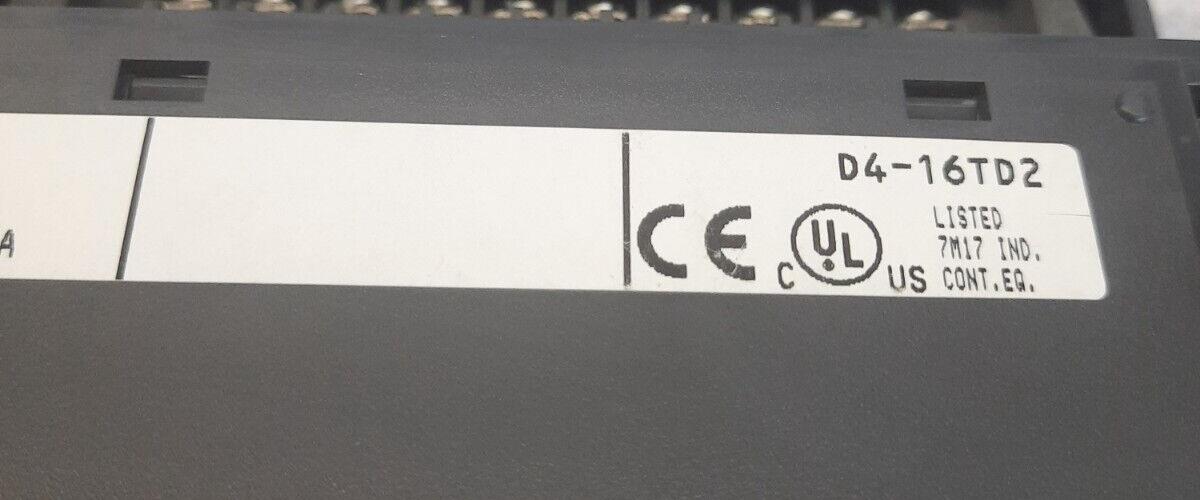 A
D4-16TD2
CE
C UL US
LISTED
7M17 IND.
CONT.EQ.